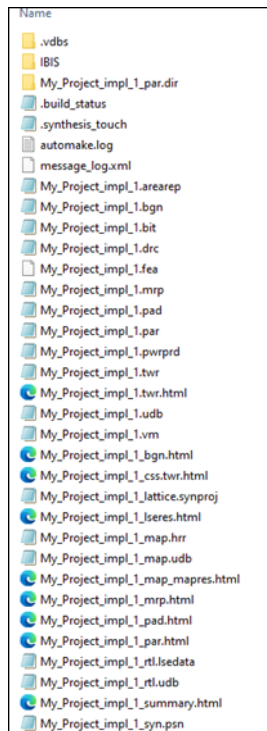 Name
.vdbs
IBIS
My_Project_impl_1_par.dir
.build_status
.synthesis_touch
automake.log
message_log.xml
My_Project_impl_1.arearep
My_Project_impl_1.bgn
My_Project_impl_1.bit
My_Project_impl_1.drc
My_Project_impl_1.fea
My_Project_impl_1.mrp
My_Project_impl_1.pad
My_Project_impl_1.par
My_Project_impl_1.pwrprd
My_Project_impl_1.twr
My_Project_impl_1.twr.html
My_Project_impl_1.udb
My_Project_impl_1.vm
My_Project_impl_1_bgn.html
My_Project_impl_1_css.twr.html
My_Project_impl_1_lattice.synproj
My_Project_impl_1_lseres.html
My_Project_impl_1_map.hrr
My_Project_impl_1_map.udb
My_Project_impl_1_map_mapres.html
My_Project_impl_1_mrp.html
My_Project_impl_1_pad.html
My_Project_impl_1_par.html
My_Project_impl_1_rtl.lsedata
My_Project_impl_1_rtl.udb
My_Project_impl_1_summary.html
My_Project_impl_1_syn.psn